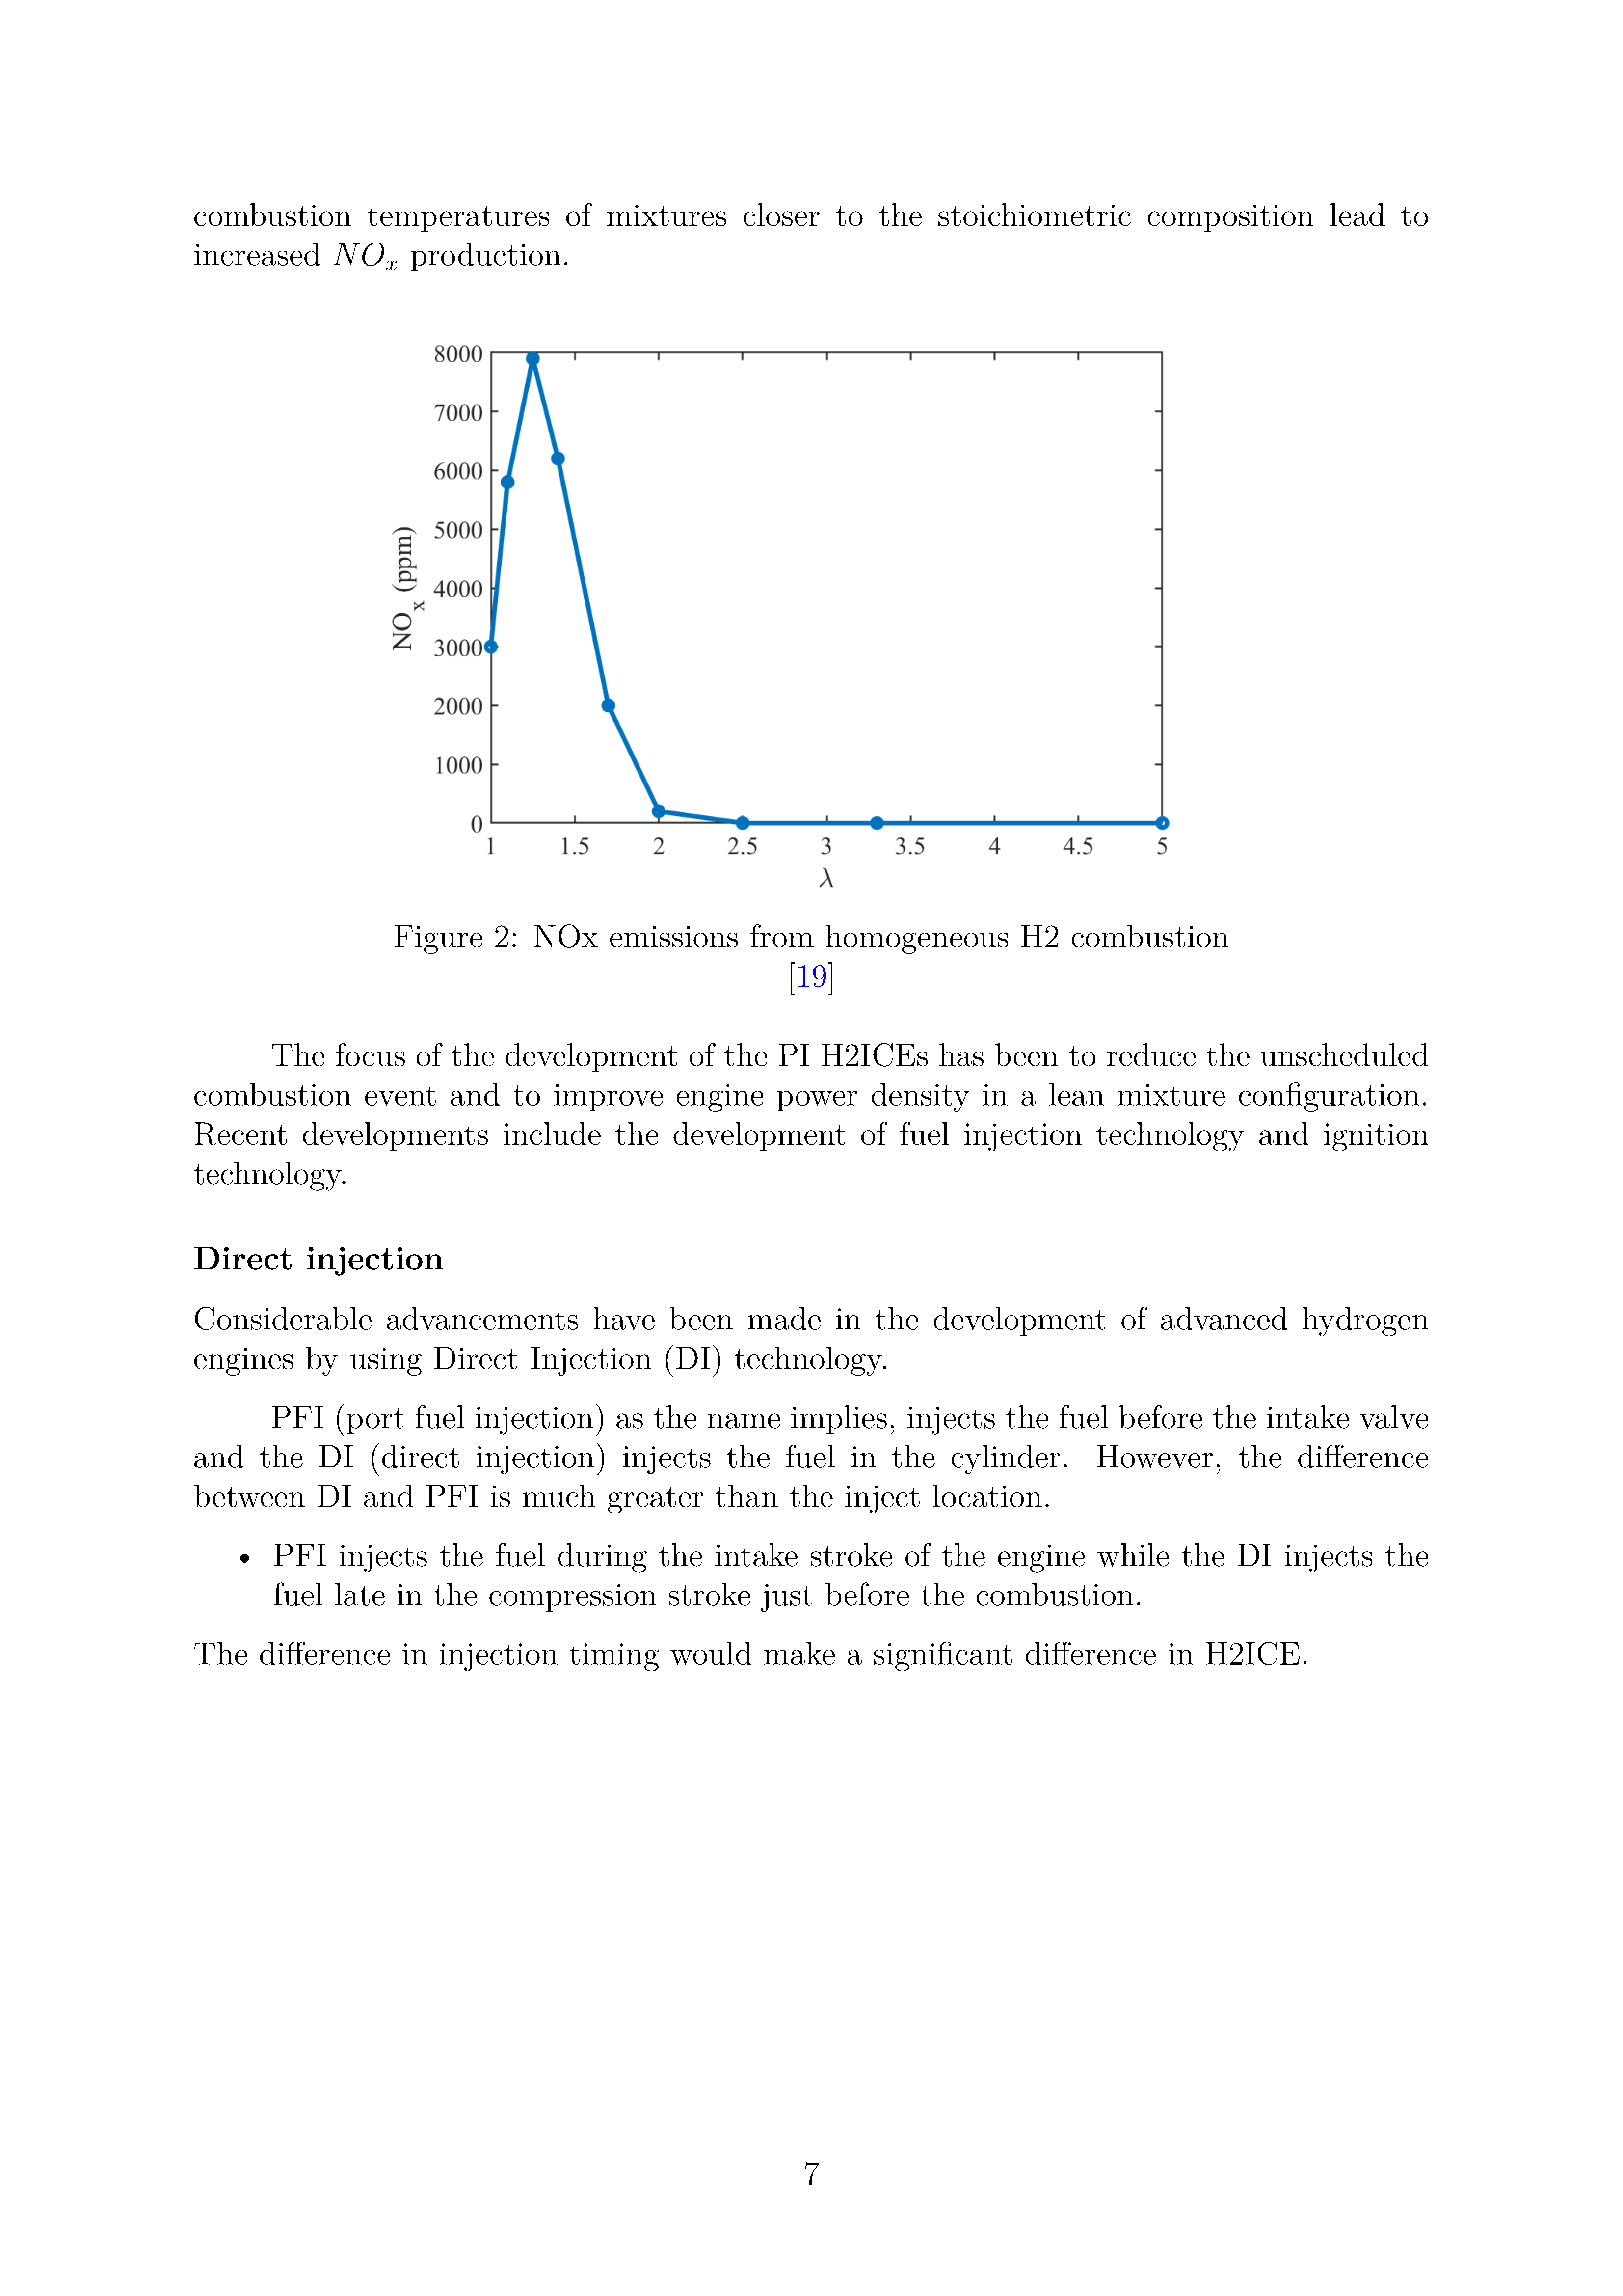 combustion temperatures of mixtures closer to the stoichiometric composition lead to
increased NOx production.
8000
7000
6000
5000
4000
3000
2000
1000
0
NOx (ppm)
1 1.5 2 2.5 3 3.5 4 4.5 5
λ
Figure 2: NOx emissions from homogeneous H2 combustion
[19]
The focus of the development of the PI H2ICEs has been to reduce the unscheduled
combustion event and to improve engine power density in a lean mixture configuration.
Recent developments include the development of fuel injection technology and ignition
technology.
Direct injection
Considerable advancements have been made in the development of advanced hydrogen
engines by using Direct Injection (DI) technology.
PFI (port fuel injection) as the name implies, injects the fuel before the intake valve
and the DI (direct injection) injects the fuel in the cylinder. However, the difference
between DI and PFI is much greater than the inject location.
• PFI injects the fuel during the intake stroke of the engine while the DI injects the
fuel late in the compression stroke just before the combustion.
The difference in injection timing would make a significant difference in H2ICE.
7